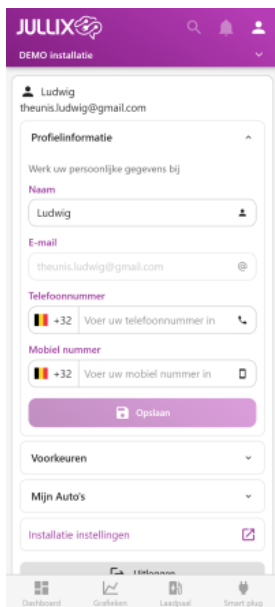 JULLIX
DEMO installatie
Ludwig
theunis.ludwig@gmail.com
Profielinformatie
Werk uw persoonlijke gegevens bij
Naam
Ludwig
E-mail
theunis.ludwig@gmail.com @
Telefoonnummer
+32 Voer uw telefoonnummer in
Mobiel nummer
+32 Voer uw mobiel nummer in
Opslaan
Voorkeuren
Mijn Auto's
Installatie instellingen
Uitloggen
Dashboard Grafieken Laadpaal Smart plug